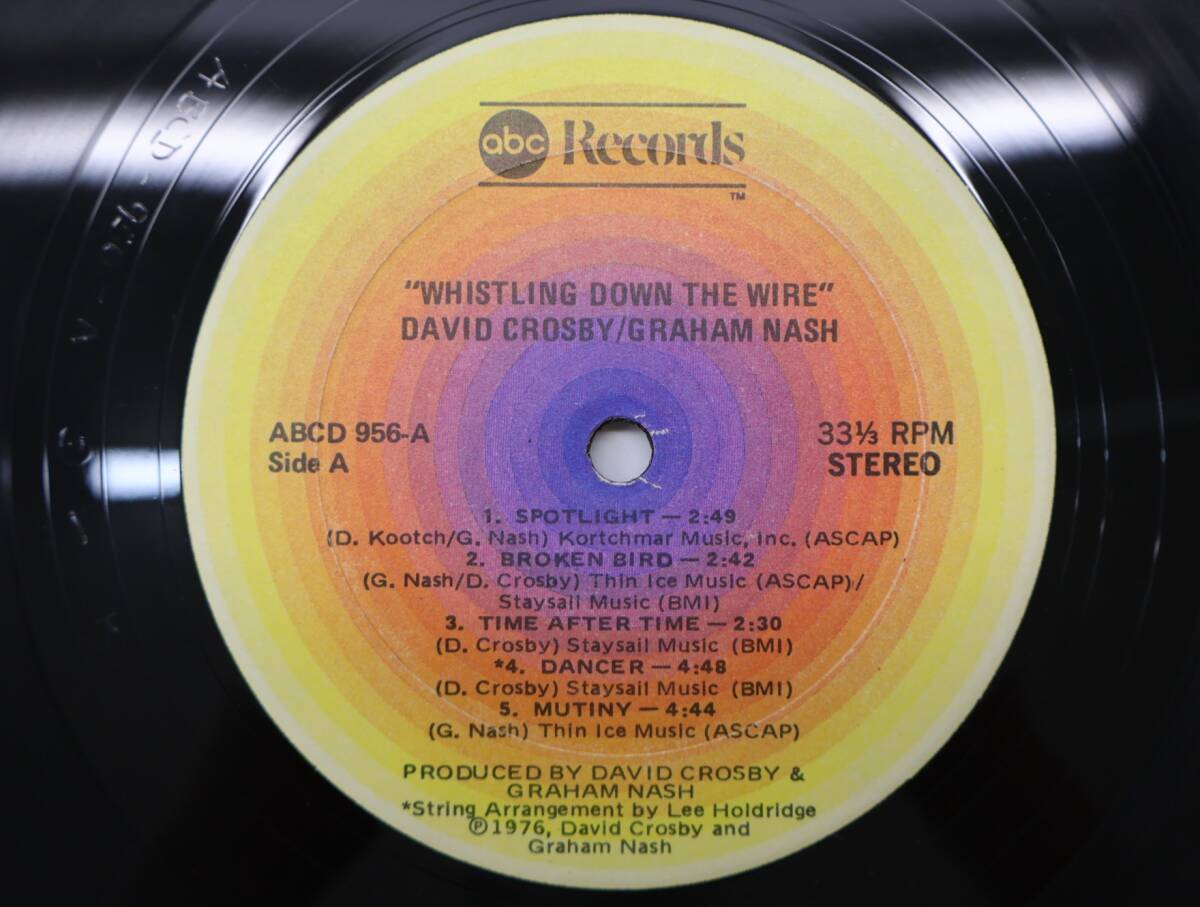 abc Records
TM
"WHISTLING DOWN THE WIRE"
DAVID CROSBY/GRAHAM NASH
ABCD 956-A
Side A
33⅓ RPM
STEREO
1. SPOTLIGHT — 2:49
(D. Kootch/G. Nash) Kortchmar Music, Inc. (ASCAP)
2. BROKEN BIRD — 2:42
(G. Nash/D. Crosby) Thin Ice Music (ASCAP)/
Staysail Music (BMI)
3. TIME AFTER TIME — 2:30
(D. Crosby) Staysail Music (BMI)
*4. DANCER — 4:48
(D. Crosby) Staysail Music (BMI)
5. MUTINY — 4:44
(G. Nash) Thin Ice Music (ASCAP)
PRODUCED BY DAVID CROSBY &
GRAHAM NASH
*String Arrangement by Lee Holdridge
℗1976, David Crosby and
Graham Nash